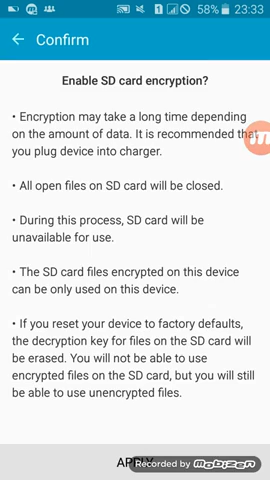 58% 23:33
Confirm
Enable SD card encryption?
• Encryption may take a long time depending
on the amount of data. It is recommended that
you plug device into charger.
• All open files on SD card will be closed.
• During this process, SD card will be
unavailable for use.
• The SD card files encrypted on this device
can be only used on this device.
• If you reset your device to factory defaults,
the decryption key for files on the SD card will
be erased. You will not be able to use
encrypted files on the SD card, but you will still
be able to use unencrypted files.
APPLY
Recorded by Mobizen